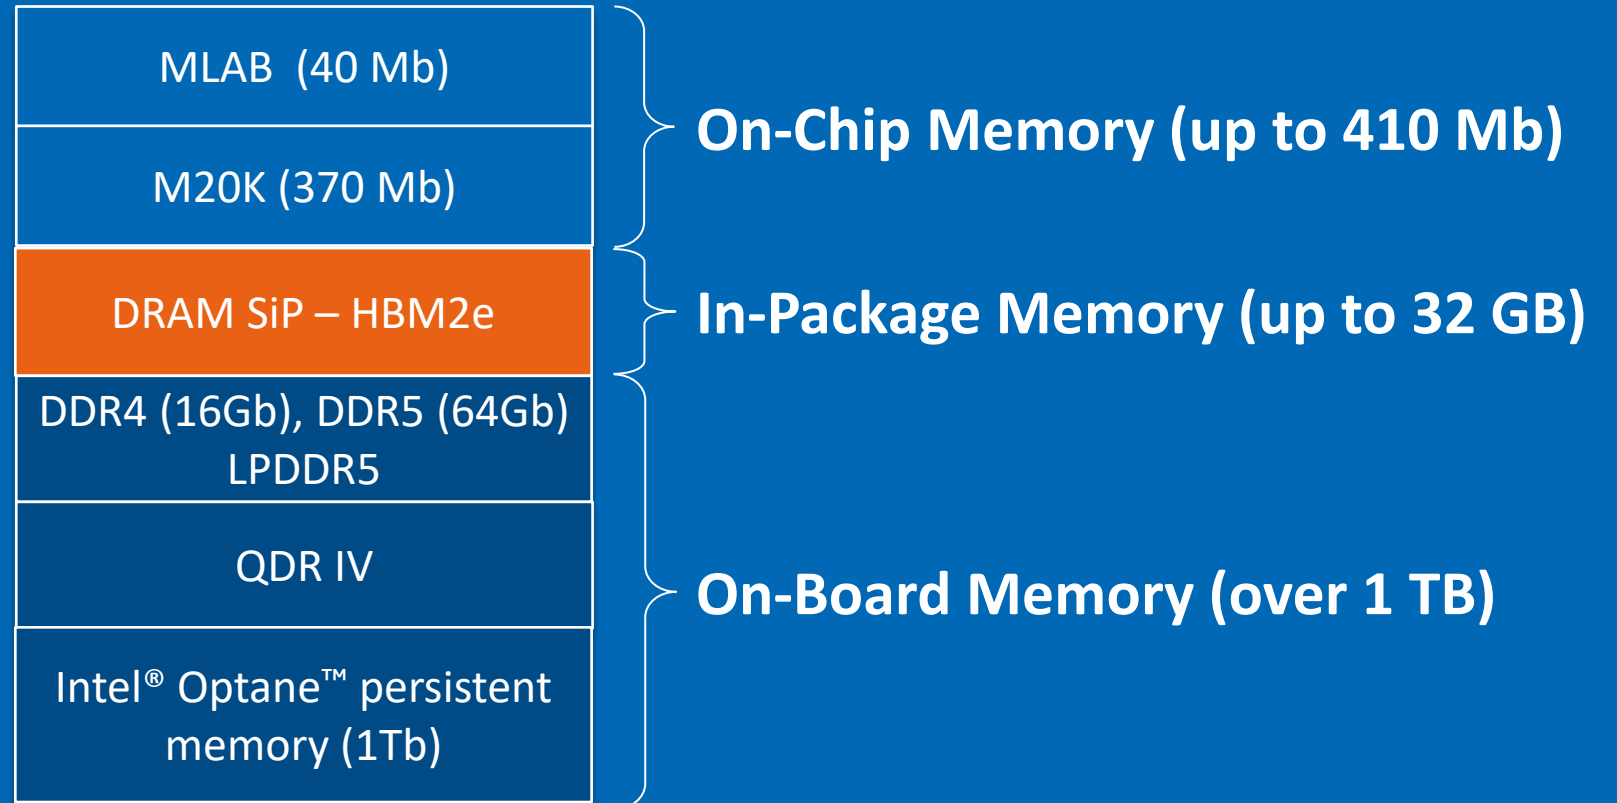 MLAB  (40 Mb)
M20K (370 Mb)
On-Chip Memory (up to 410 Mb)
DRAM SiP – HBM2e
In-Package Memory (up to 32 GB)
DDR4 (16Gb), DDR5 (64Gb)
LPDDR5
QDR IV
Intel® Optane™ persistent
memory (1Tb)
On-Board Memory (over 1 TB)